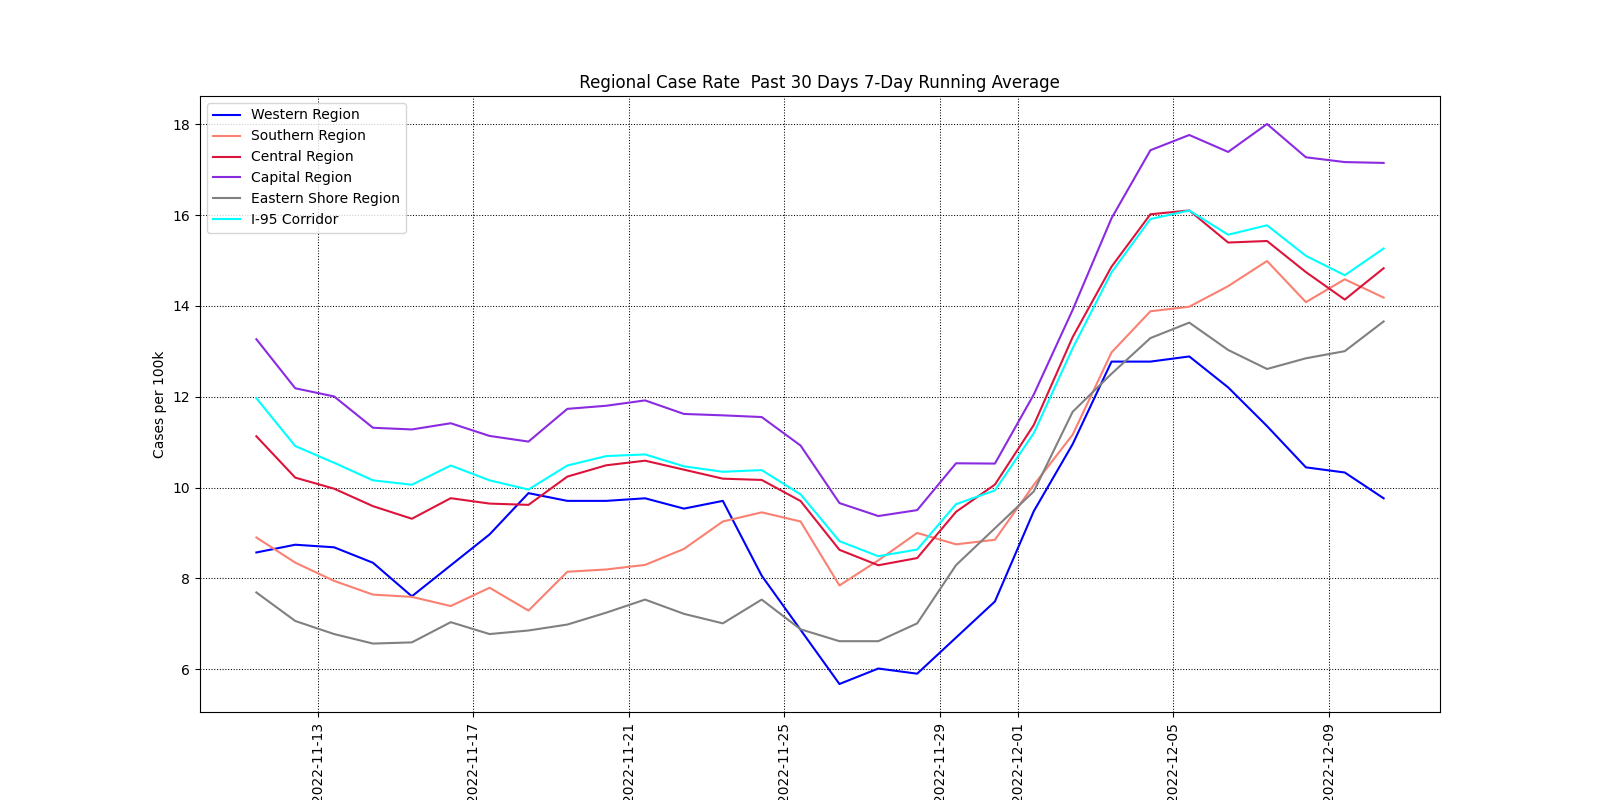 Regional Case Rate  Past 30 Days 7-Day Running Average
Western Region
Southern Region
Central Region
Capital Region
Eastern Shore Region
I-95 Corridor
Cases per 100k
18
16
14
12
10
8
6
2022-11-13
2022-11-17
2022-11-21
2022-11-25
2022-11-29
2022-12-01
2022-12-05
2022-12-09